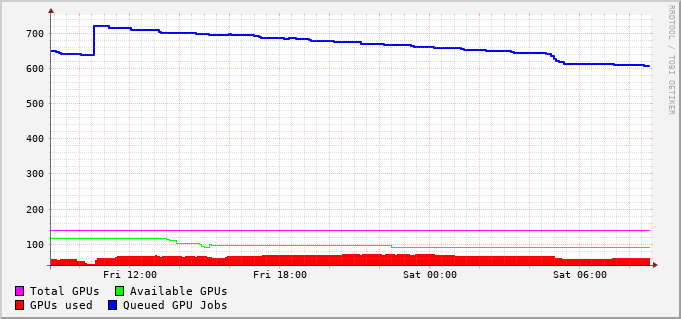 700
600
500
400
300
200
100
Fri 12:00 Fri 18:00 Sat 00:00 Sat 06:00
Total GPUs Available GPUs
GPUs used Queued GPU Jobs
RRDTOOL / TOBI OETIKER